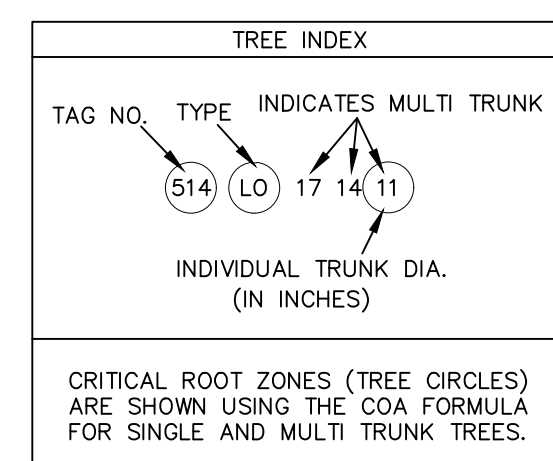 TREE INDEX
TAG NO. TYPE INDICATES MULTI TRUNK
514 LO 17 14 11
INDIVIDUAL TRUNK DIA.
(IN INCHES)
CRITICAL ROOT ZONES (TREE CIRCLES)
ARE SHOWN USING THE COA FORMULA
FOR SINGLE AND MULTI TRUNK TREES.